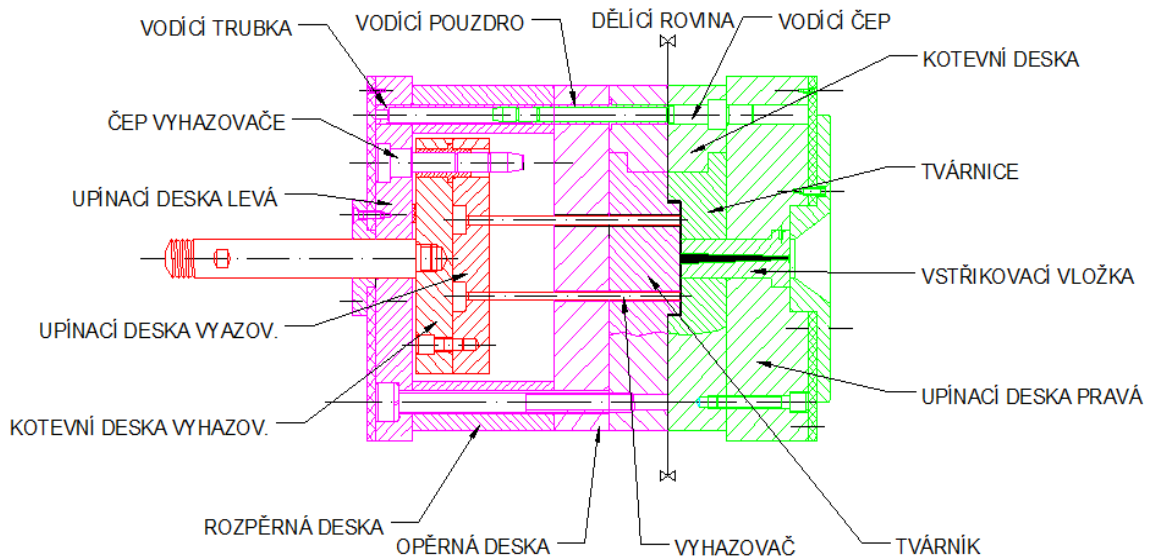 VODÍCÍ TRUBKA
VODÍCÍ POUZDRO
DĚLÍCÍ ROVINA
VODÍCÍ ČEP
KOTEVNÍ DESKA
ČEP VYHAZOVAČE
TVÁRNICE
UPÍNACÍ DESKA LEVÁ
VSTŘIKOVACÍ VLOŽKA
UPÍNACÍ DESKA VYAZOV.
UPÍNACÍ DESKA PRAVÁ
KOTEVNÍ DESKA VYHAZOV.
ROZPĚRNÁ DESKA
OPĚRNÁ DESKA
VYHAZOVAČ
TVÁRNÍK